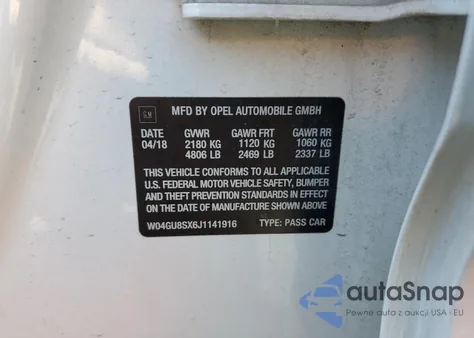 GM
MFD BY OPEL AUTOMOBILE GMBH
DATE GVWR GAWR FRT GAWR RR
04/18 2180 KG 1120 KG 1060 KG
4806 LB 2469 LB 2337 LB
THIS VEHICLE CONFORMS TO ALL APPLICABLE
U.S. FEDERAL MOTOR VEHICLE SAFETY, BUMPER
AND THEFT PREVENTION STANDARDS IN EFFECT
ON THE DATE OF MANUFACTURE SHOWN ABOVE.
W04GU8SX6J1141916 TYPE: PASS CAR
autoSnap
Pewne auto z aukcji USA - EU